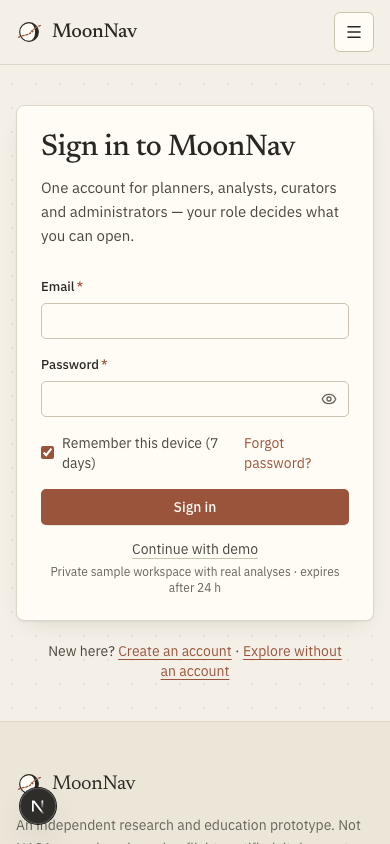 MoonNav
Sign in to MoonNav
One account for planners, analysts, curators
and administrators — your role decides what
you can open.
Email *
Password *
Remember this device (7
days)
Forgot
password?
Sign in
Continue with demo
Private sample workspace with real analyses · expires
after 24 h
New here? Create an account · Explore without
an account
MoonNav
N
An independent research and education prototype. Not